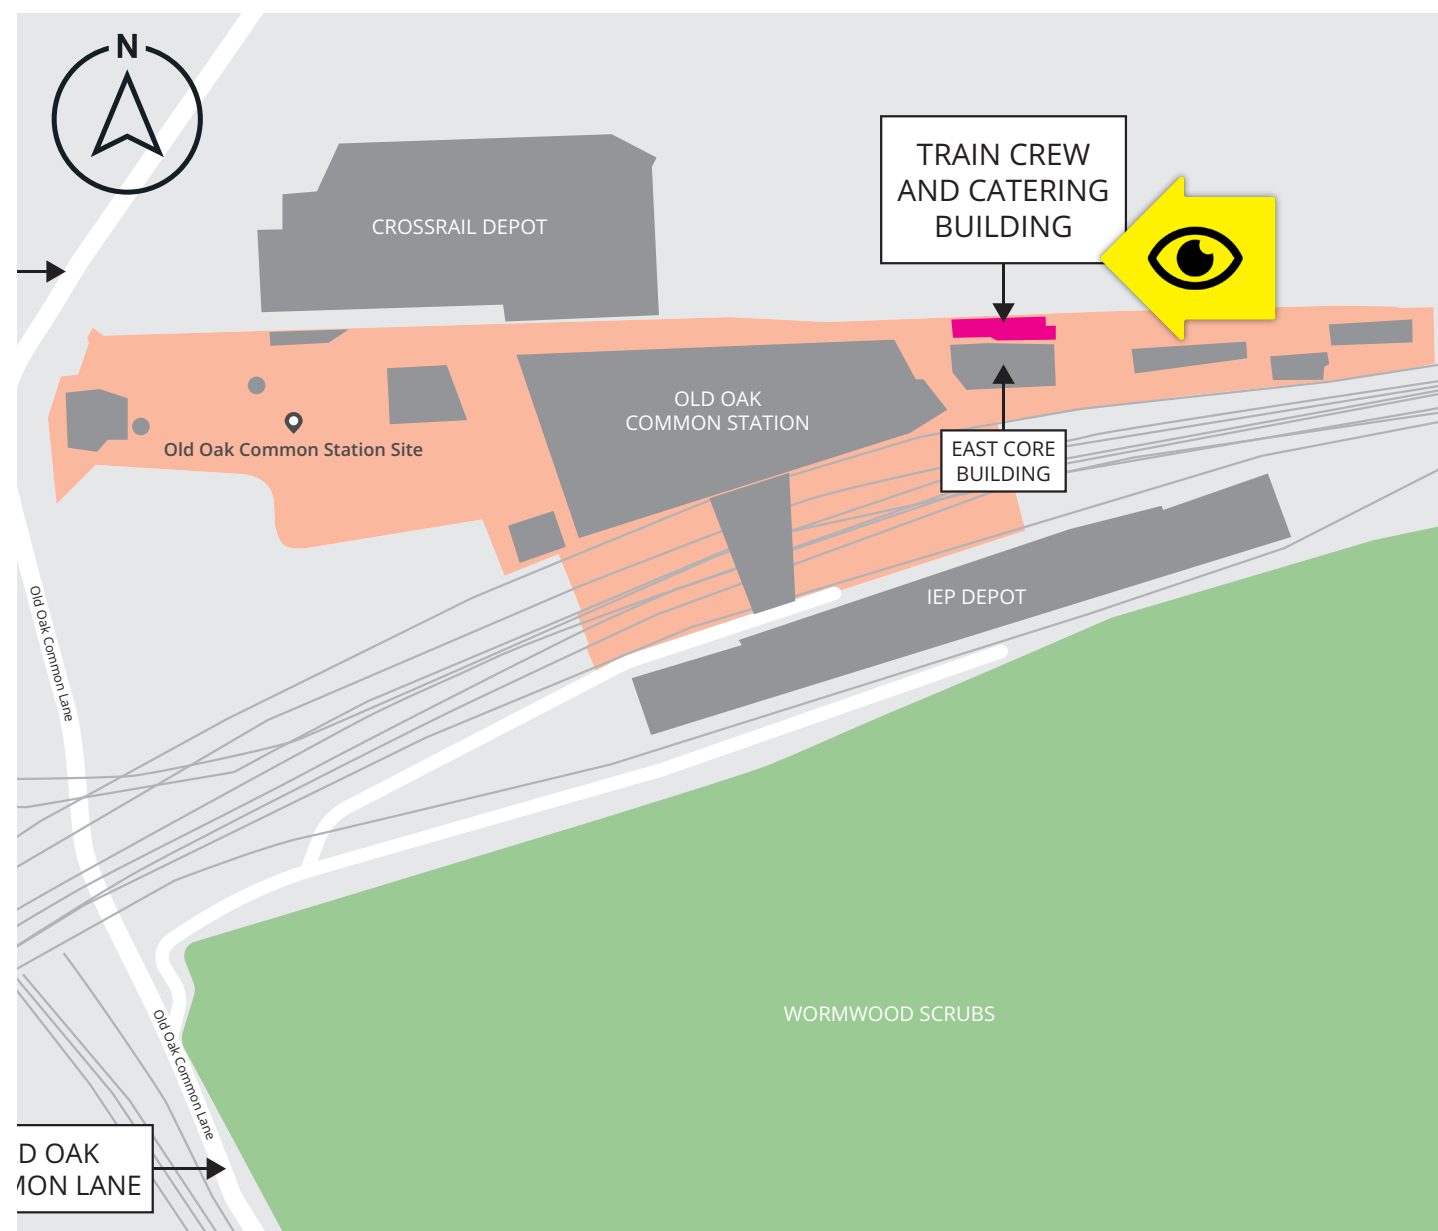 N
TRAIN CREW
AND CATERING
BUILDING
CROSSRAIL DEPOT
OLD OAK
COMMON STATION
Old Oak Common Station Site
EAST CORE
BUILDING
IEP DEPOT
Old Oak Common Lane
WORMWOOD SCRUBS
Old Oak Common Lane
D OAK
MON LANE